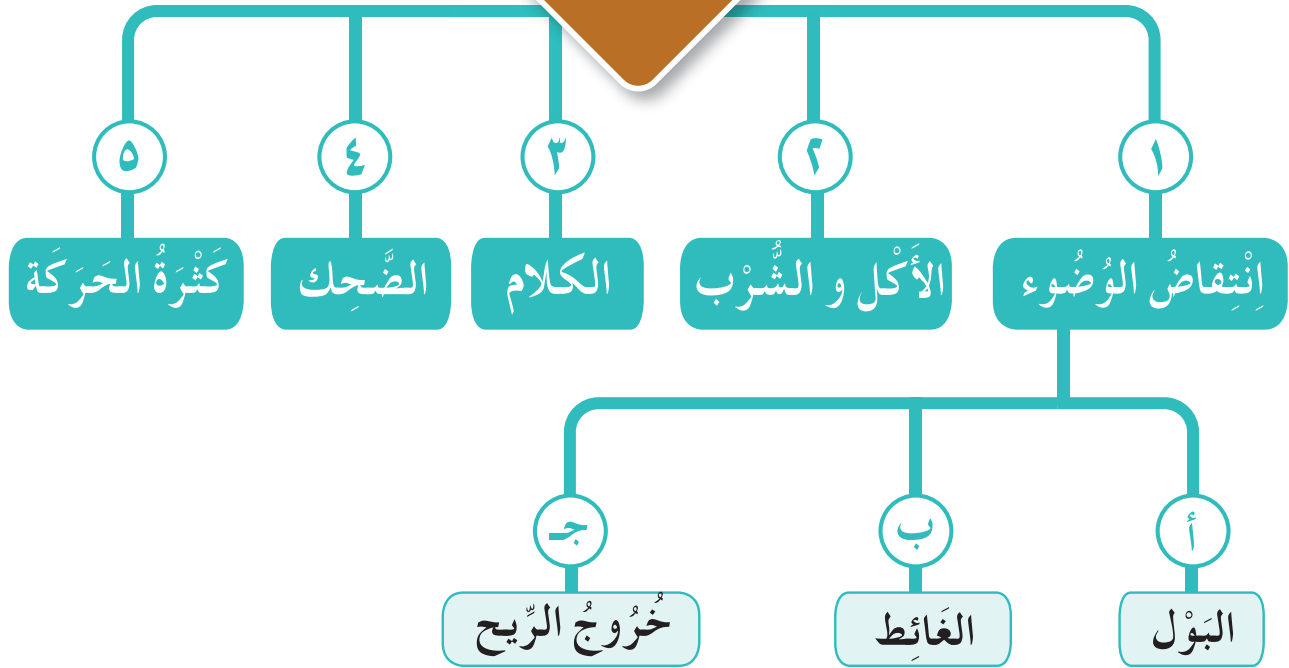 ١
٢
٣
٤
٥
اِنْتِقاضُ الوُضُوء
الأَكْل و الشُّرْب
الكلام
الضَّحِك
كَثْرَةُ الحَرَكَة
أ
ب
جـ
البَوْل
الغَائِط
خُرُوجُ الرِّيح